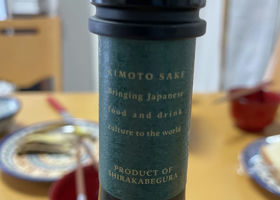 KIMOTO SAKE
Bringing Japanese
food and drink
culture to the world
PRODUCT OF
SHIRAKABEGURA